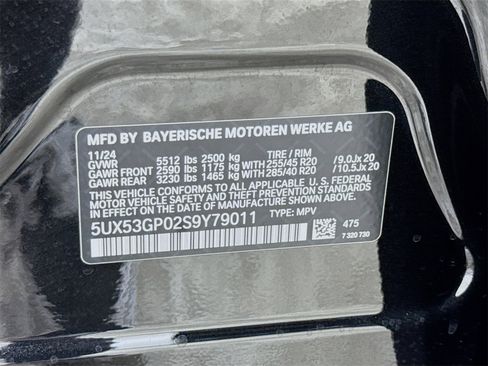 MFD BY BAYERISCHE MOTOREN WERKE AG
11/24 TIRE / RIM
GVWR 5512 lbs 2500 kg
GAWR FRONT 2590 lbs 1175 kg WITH 255/45 R20 /9.0Jx 20
GAWR REAR 3230 lbs 1465 kg WITH 285/40 R20 /10.5Jx 20
THIS VEHICLE CONFORMS TO ALL APPLICABLE U.S. FEDERAL
MOTOR VEHICLE SAFETY AND THEFT PREVENTION STANDARDS
IN EFFECT ON THE DATE OF MANUFACTURE SHOWN ABOVE.
5UX53GP02S9Y79011 TYPE: MPV
475
7 320 730